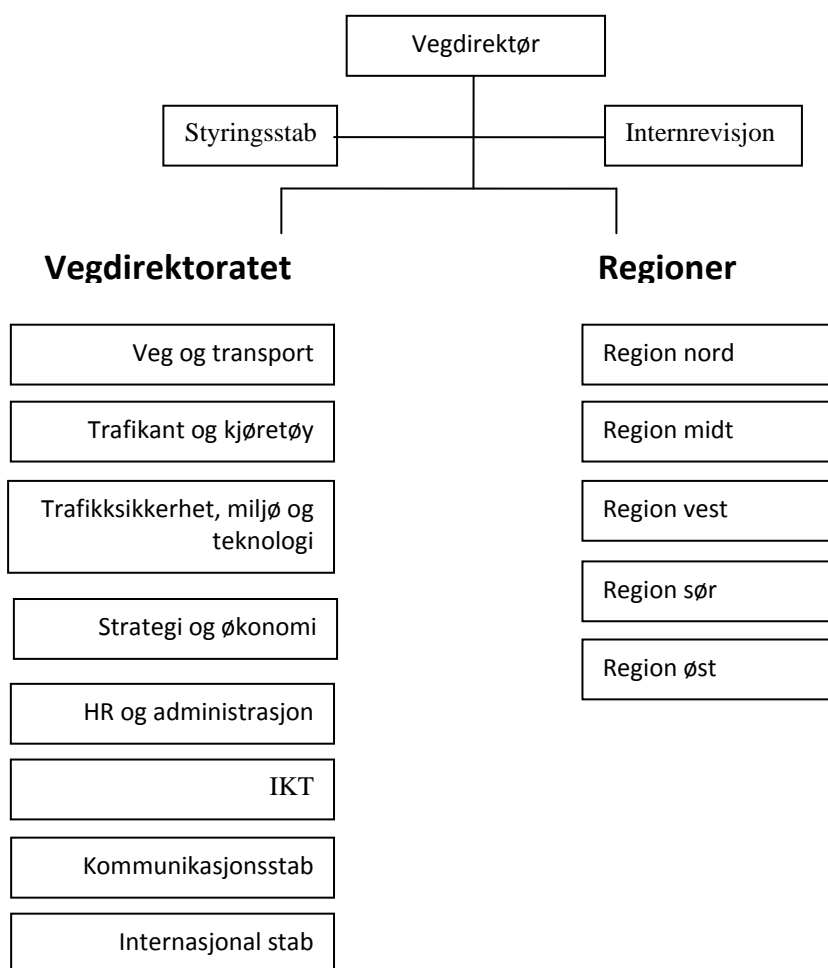 Vegdirektør
Styringsstab
Internrevisjon
Vegdirektoratet
Veg og transport
Trafikant og kjøretøy
Trafikksikkerhet, miljø og
teknologi
Strategi og økonomi
HR og administrasjon
IKT
Kommunikasjonsstab
Internasjonal stab
Regioner
Region nord
Region midt
Region vest
Region sør
Region øst